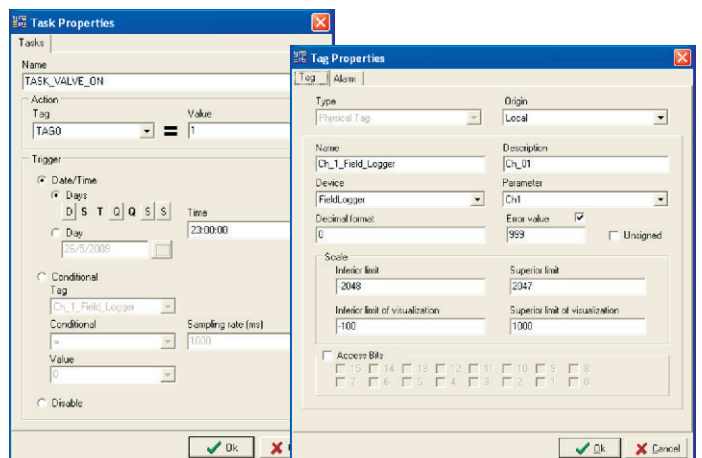 Task Properties
Tasks
Name
TASK_VALVE_ON
Action
Tag
Value
TAG0
=
1
Trigger
Date/Time
Days
D S T Q Q S S
Time
23:00:00
Day
26/5/2008
Conditional
Tag
Ch_1_Field_Logger
Conditional
Sampling rate (ms)
=
1000
Value
0
Disable
Ok
Tag Properties
Tag
Alarm
Type
Origin
Physical Tag
Local
Name
Description
Ch_1_Field_Logger
Ch_01
Device
Parameter
FieldLogger
Ch1
Decimal format
Error value
0
999
Unsigned
Scale
Inferior limit
Superior limit
-2048
2047
Inferior limit of visualization
Superior limit of visualization
-100
1000
Access Bits
15 14 13 12 11 10 9 8
7 6 5 4 3 2 1 0
Ok
Cancel